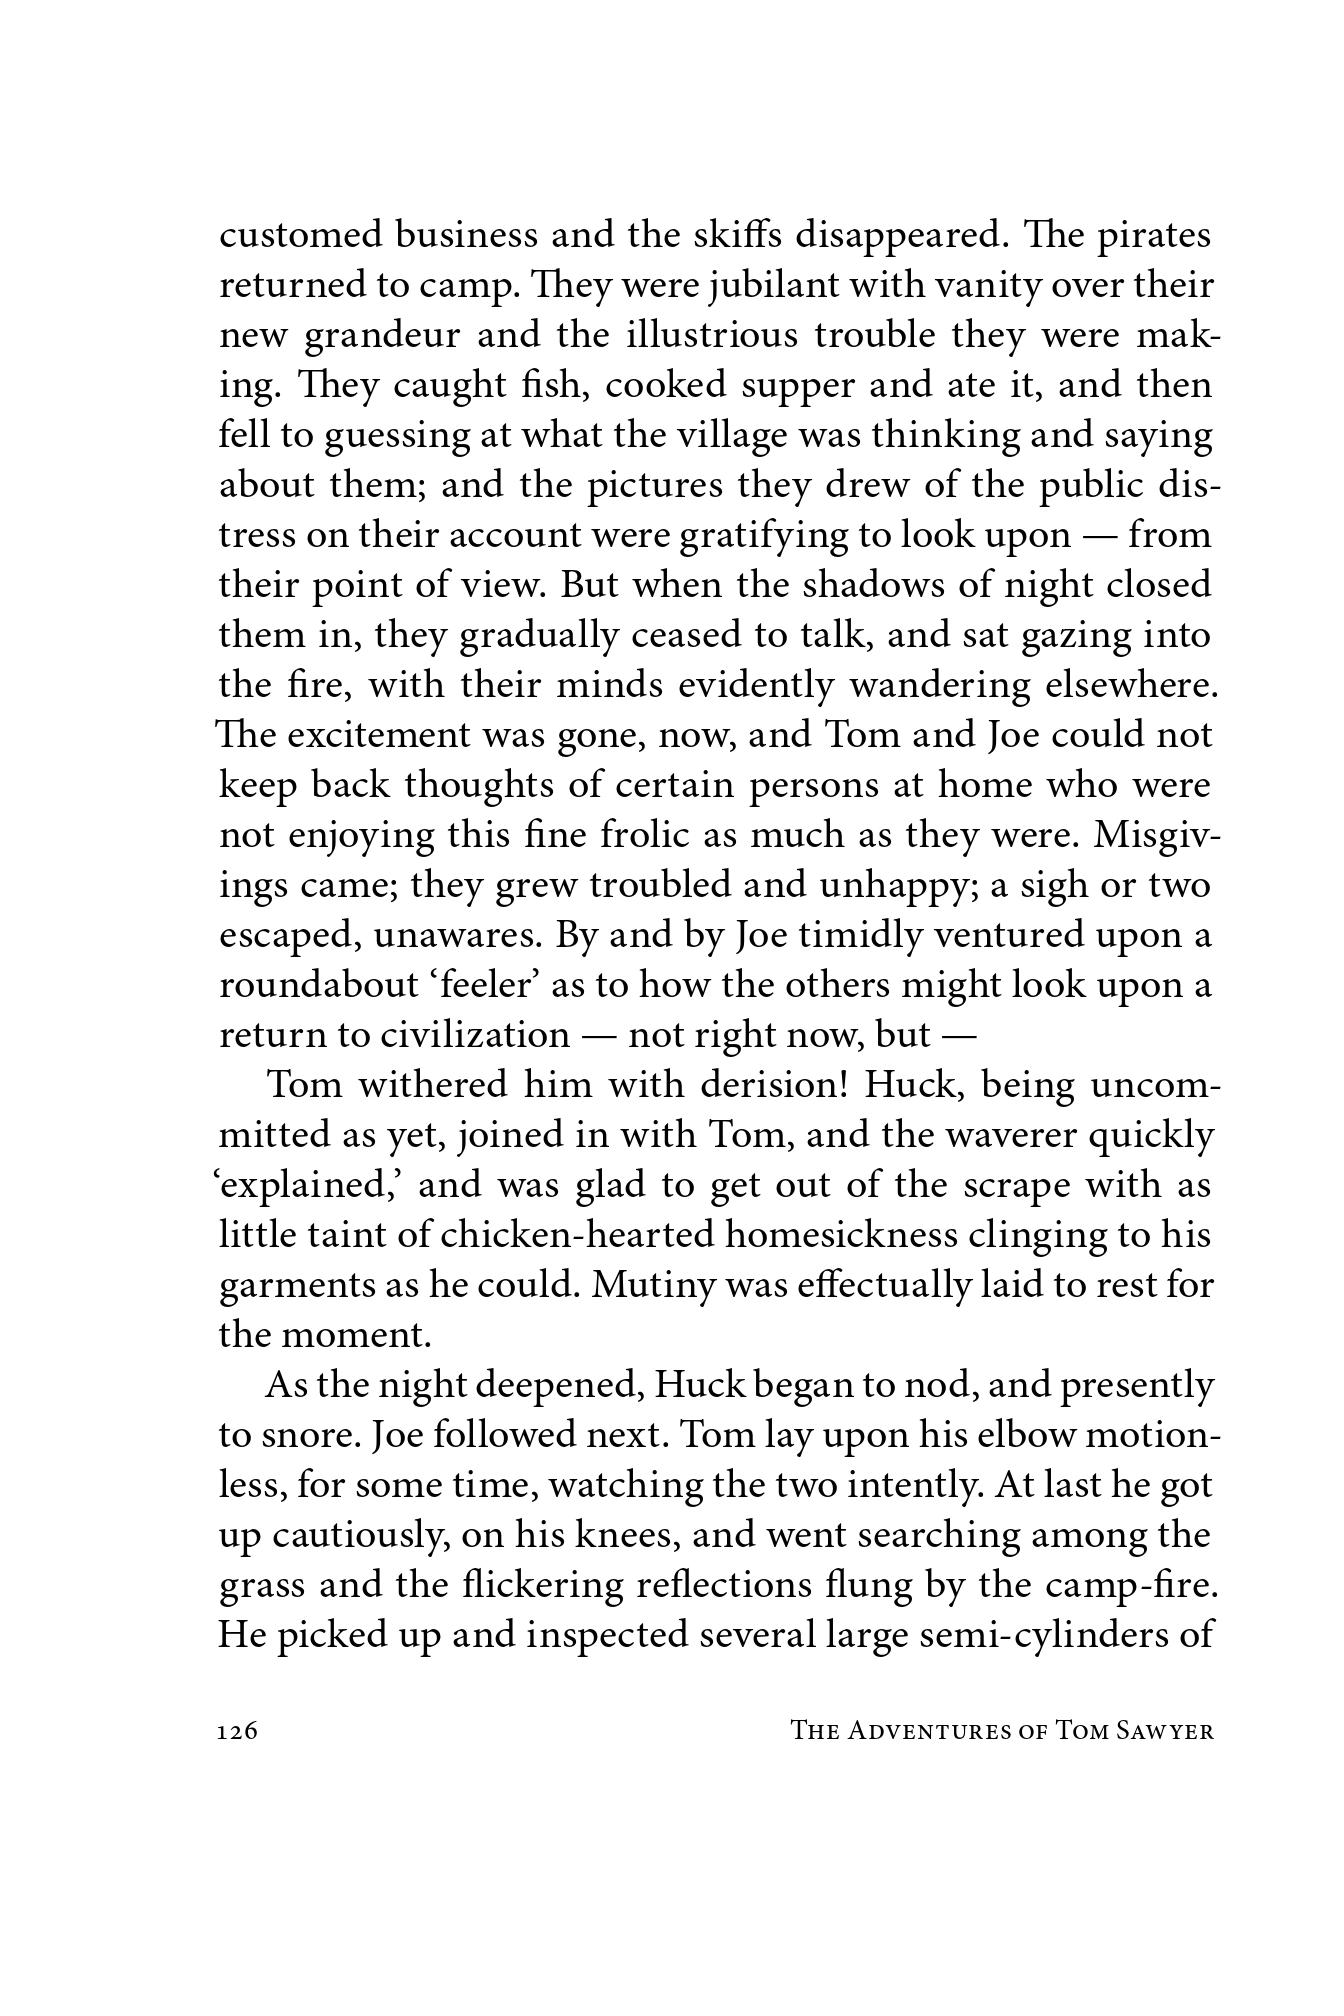 customed business and the skiffs disappeared. The pirates
returned to camp. They were jubilant with vanity over their
new grandeur and the illustrious trouble they were mak-
ing. They caught fish, cooked supper and ate it, and then
fell to guessing at what the village was thinking and saying
about them; and the pictures they drew of the public dis-
tress on their account were gratifying to look upon — from
their point of view. But when the shadows of night closed
them in, they gradually ceased to talk, and sat gazing into
the fire, with their minds evidently wandering elsewhere.
The excitement was gone, now, and Tom and Joe could not
keep back thoughts of certain persons at home who were
not enjoying this fine frolic as much as they were. Misgiv-
ings came; they grew troubled and unhappy; a sigh or two
escaped, unawares. By and by Joe timidly ventured upon a
roundabout ‘feeler’ as to how the others might look upon a
return to civilization — not right now, but —
Tom withered him with derision! Huck, being uncom-
mitted as yet, joined in with Tom, and the waverer quickly
‘explained,’ and was glad to get out of the scrape with as
little taint of chicken-hearted homesickness clinging to his
garments as he could. Mutiny was effectually laid to rest for
the moment.
As the night deepened, Huck began to nod, and presently
to snore. Joe followed next. Tom lay upon his elbow motion-
less, for some time, watching the two intently. At last he got
up cautiously, on his knees, and went searching among the
grass and the flickering reflections flung by the camp-fire.
He picked up and inspected several large semi-cylinders of
126 The Adventures of Tom Sawyer